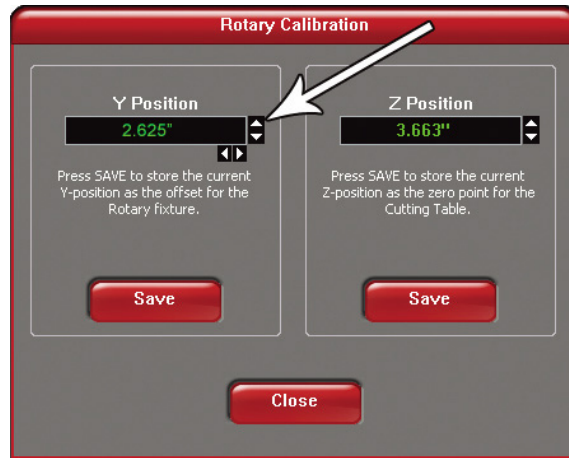 Rotary Calibration
Y Position
2.625"
Press SAVE to store the current
Y-position as the offset for the
Rotary fixture.
Save
Z Position
3.663"
Press SAVE to store the current
Z-position as the zero point for the
Cutting Table.
Save
Close